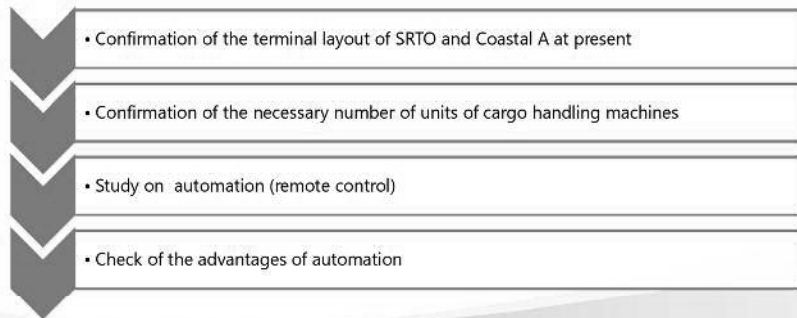 • Confirmation of the terminal layout of SRTO and Coastal A at present
• Confirmation of the necessary number of units of cargo handling machines
• Study on automation (remote control)
• Check of the advantages of automation